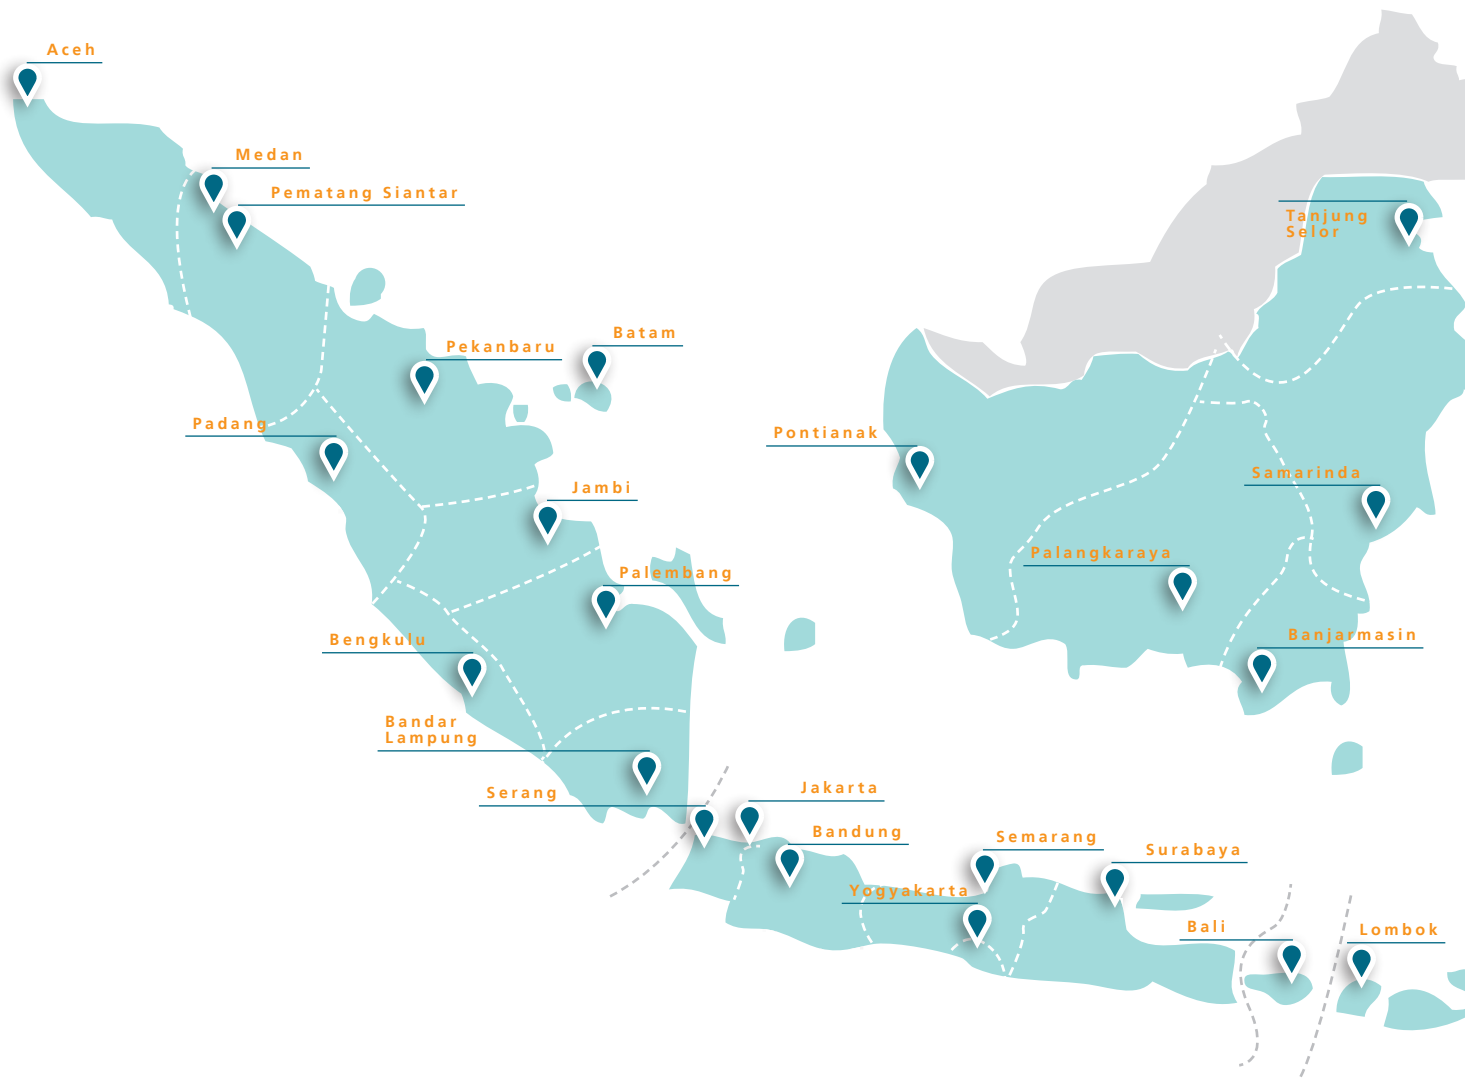 Aceh
Medan
Pematang Siantar
Tanjung
Selor
Batam
Pekanbaru
Padang
Pontianak
Samarinda
Jambi
Palangkaraya
Palembang
Banjarmasin
Bengkulu
Bandar
Lampung
Jakarta
Serang
Bandung
Semarang
Surabaya
Yogyakarta
Bali
Lombok